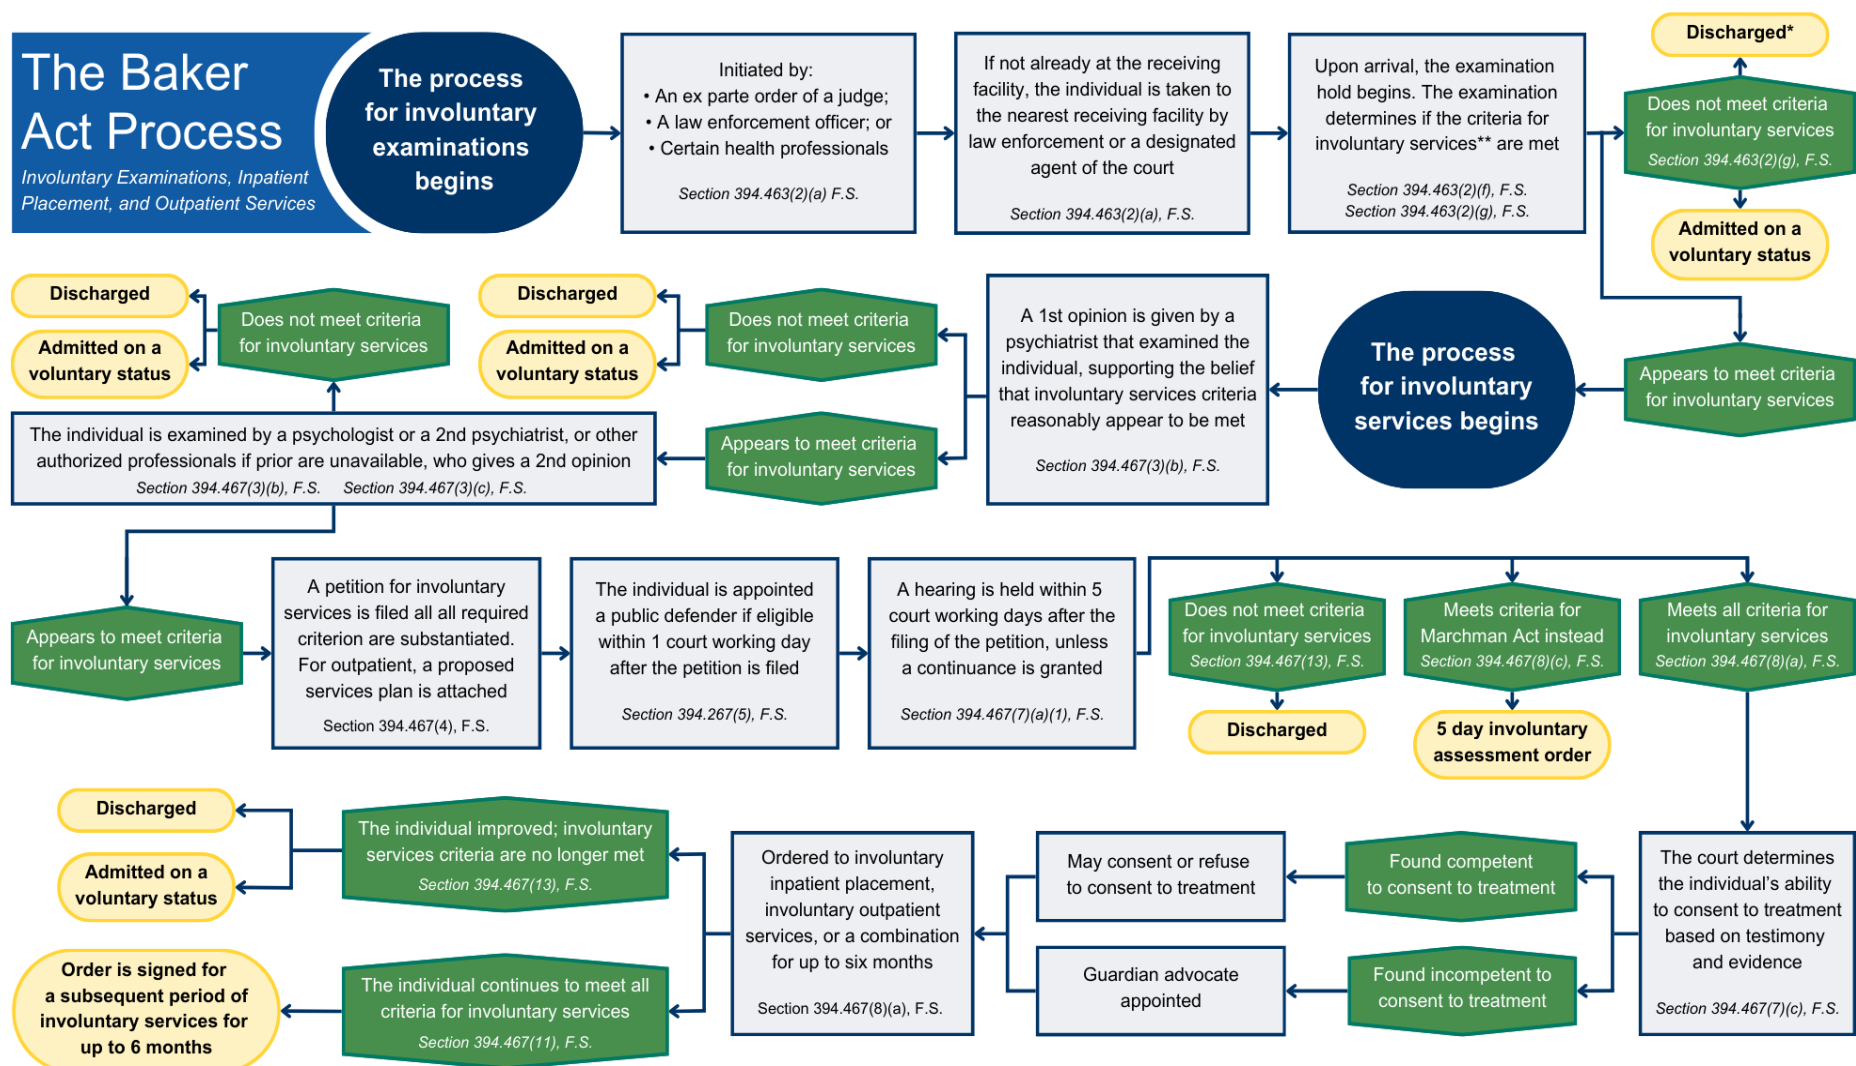 The Baker
Act Process
Involuntary Examinations, Inpatient
Placement, and Outpatient Services
The process
for involuntary
examinations
begins
Initiated by:
• An ex parte order of a judge;
• A law enforcement officer; or
• Certain health professionals
Section 394.463(2)(a) F.S.
If not already at the receiving
facility, the individual is taken to
the nearest receiving facility by
law enforcement or a designated
agent of the court
Section 394.463(2)(a), F.S.
Upon arrival, the examination
hold begins. The examination
determines if the criteria for
involuntary services** are met
Section 394.463(2)(f), F.S.
Section 394.463(2)(g), F.S.
Discharged*
Does not meet criteria
for involuntary services
Section 394.463(2)(g), F.S.
Admitted on a
voluntary status
Appears to meet criteria
for involuntary services
The process
for involuntary
services begins
A 1st opinion is given by a
psychiatrist that examined the
individual, supporting the belief
that involuntary services criteria
reasonably appear to be met
Section 394.467(3)(b), F.S.
Does not meet criteria
for involuntary services
Discharged
Admitted on a
voluntary status
Appears to meet criteria
for involuntary services
The individual is examined by a psychologist or a 2nd psychiatrist, or other
authorized professionals if prior are unavailable, who gives a 2nd opinion
Section 394.467(3)(b), F.S. Section 394.467(3)(c), F.S.
Does not meet criteria
for involuntary services
Discharged
Admitted on a
voluntary status
Appears to meet criteria
for involuntary services
A petition for involuntary
services is filed all all required
criterion are substantiated.
For outpatient, a proposed
services plan is attached
Section 394.467(4), F.S.
The individual is appointed
a public defender if eligible
within 1 court working day
after the petition is filed
Section 394.267(5), F.S.
A hearing is held within 5
court working days after the
filing of the petition, unless
a continuance is granted
Section 394.467(7)(a)(1), F.S.
Does not meet criteria
for involuntary services
Section 394.467(13), F.S.
Discharged
Meets criteria for
Marchman Act instead
Section 394.467(8)(c), F.S.
5 day involuntary
assessment order
Meets all criteria for
involuntary services
Section 394.467(8)(a), F.S.
The court determines
the individual's ability
to consent to treatment
based on testimony
and evidence
Section 394.467(7)(c), F.S.
Found competent
to consent to treatment
May consent or refuse
to consent to treatment
Found incompetent to
consent to treatment
Guardian advocate
appointed
Ordered to involuntary
inpatient placement,
involuntary outpatient
services, or a combination
for up to six months
Section 394.467(8)(a), F.S.
The individual improved; involuntary
services criteria are no longer met
Section 394.467(13), F.S.
Discharged
Admitted on a
voluntary status
The individual continues to meet all
criteria for involuntary services
Section 394.467(11), F.S.
Order is signed for
a subsequent period of
involuntary services for
up to 6 months